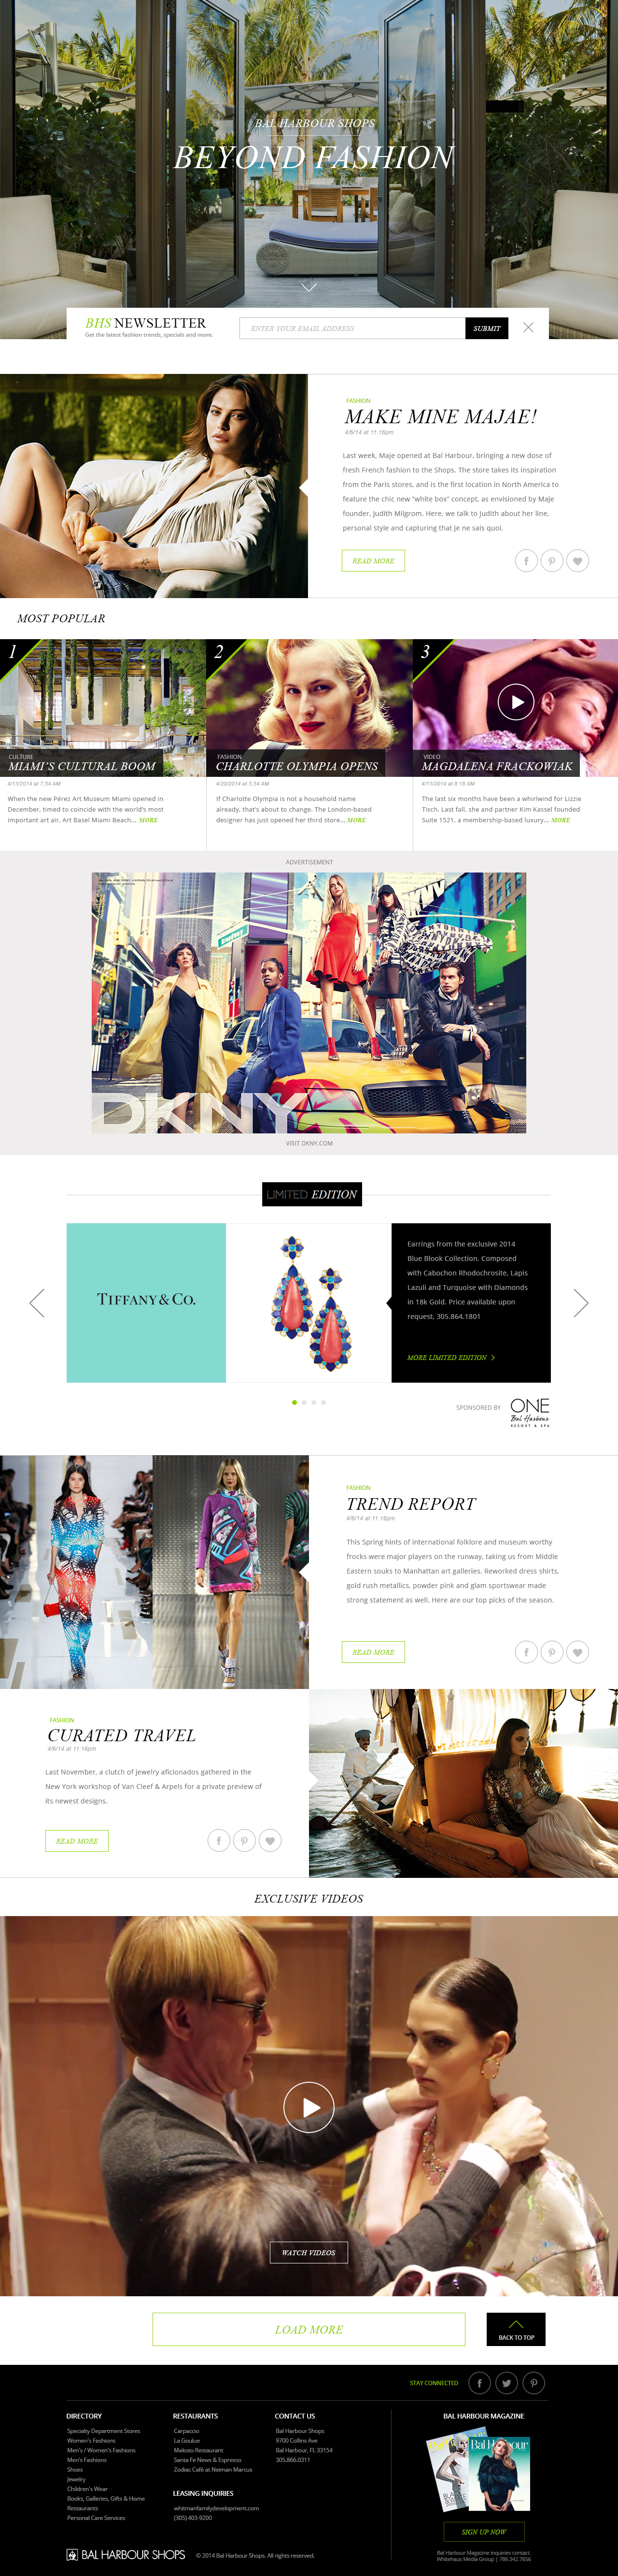 BAL HARBOUR SHOPS
BEYOND FASHION
BHS NEWSLETTER
Get the latest fashion trends, specials and more.
ENTER YOUR EMAIL ADDRESS
SUBMIT
FASHION
MAKE MINE MAJAE!
4/6/14 at 11:16pm
Last week, Maje opened at Bal Harbour, bringing a new dose of
fresh French fashion to the Shops. The store takes its inspiration
from the Paris stores, and is the first location in North America to
feature the chic new "white box" concept, as envisioned by Maje
founder, Judith Milgrom. Here, we talk to Judith about her line,
personal style and capturing that je ne sais quoi.
READ MORE
MOST POPULAR
1
CULTURE
MIAMI'S CULTURAL BOOM
4/13/2014 at 7:54 AM
When the new Pérez Art Museum Miami opened in
December, timed to coincide with the world's most
important art air, Art Basel Miami Beach... MORE
2
FASHION
CHARLOTTE OLYMPIA OPENS
4/20/2014 at 5:54 AM
If Charlotte Olympia is not a household name
already, that's about to change. The London-based
designer has just opened her third store... MORE
3
VIDEO
MAGDALENA FRACKOWIAK
4/17/2014 at 8:18 AM
The last six months have been a whirlwind for Lizzie
Tisch. Last fall, she and partner Kim Kassel founded
Suite 1521, a membership-based luxury... MORE
ADVERTISEMENT
DKNY
VISIT DKNY.COM
LIMITED EDITION
TIFFANY & CO.
Earrings from the exclusive 2014
Blue Blook Collection. Composed
with Cabochon Rhodochrosite, Lapis
Lazuli and Turquoise with Diamonds
in 18k Gold. Price available upon
request, 305.864.1801
MORE LIMITED EDITION
SPONSORED BY
ONE
Bal Harbour
RESORT & SPA
FASHION
TREND REPORT
4/6/14 at 11:16pm
This Spring hints of international folklore and museum worthy
frocks were major players on the runway, taking us from Middle
Eastern souks to Manhattan art galleries. Reworked dress shirts,
gold rush metallics, powder pink and glam sportswear made
strong statement as well. Here are our top picks of the season.
READ MORE
FASHION
CURATED TRAVEL
4/6/14 at 11:16pm
Last November, a clutch of jewelry aficionados gathered in the
New York workshop of Van Cleef & Arpels for a private preview of
its newest designs.
READ MORE
EXCLUSIVE VIDEOS
WATCH VIDEOS
LOAD MORE
BACK TO TOP
STAY CONNECTED
DIRECTORY
Specialty Department Stores
Women's Fashions
Men's / Women's Fashions
Men's Fashions
Shoes
Jewelry
Children's Wear
Books, Galleries, Gifts & Home
Restaurants
Personal Care Services
RESTAURANTS
Carpaccio
La Goulue
Makoto Restaurant
Santa Fe News & Espresso
Zodiac Café at Neiman Marcus
LEASING INQUIRIES
whitmanfamilydevelopment.com
(305) 403-9200
CONTACT US
Bal Harbour Shops
9700 Collins Ave
Bal Harbour, FL 33154
305.866.0311
BAL HARBOUR MAGAZINE
Bal Harbour
SIGN UP NOW
Bal Harbour Magazine inquiries contact:
Whitehaus Media Group | 786.342.7656
BAL HARBOUR SHOPS
© 2014 Bal Harbour Shops. All rights reserved.